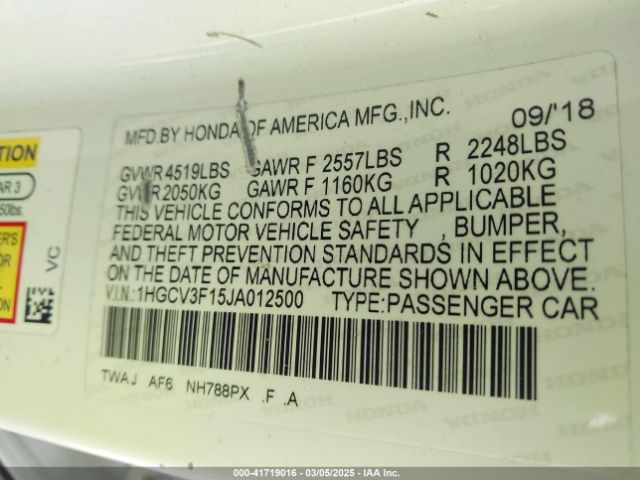 MFD.BY HONDA OF AMERICA MFG.,INC. 09/'18
GVWR 4519LBS GAWR F 2557LBS R 2248LBS
GVWR 2050KG GAWR F 1160KG R 1020KG
THIS VEHICLE CONFORMS TO ALL APPLICABLE
FEDERAL MOTOR VEHICLE SAFETY , BUMPER,
AND THEFT PREVENTION STANDARDS IN EFFECT
ON THE DATE OF MANUFACTURE SHOWN ABOVE.
V.I.N.:1HGCV3F15JA012500 TYPE:PASSENGER CAR
TWAJ AF6 NH788PX .F .A
VC
AR 3
50lbs.
000-41719016 — 03/05/2025 — IAA Inc.